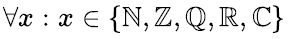 ∀x : x ∈ {ℕ, ℤ, ℚ, ℝ, ℂ}